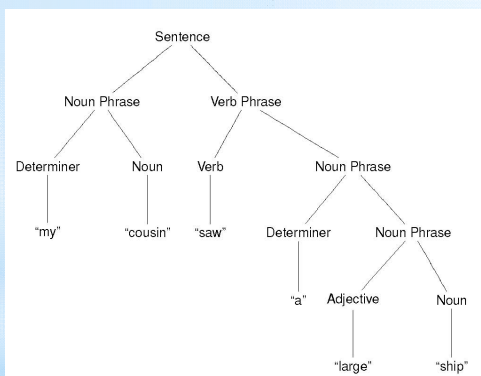 Sentence
Noun Phrase Verb Phrase
Determiner Noun Verb Noun Phrase
“my” “cousin” “saw” Determiner Noun Phrase
“a” Adjective Noun
“large” “ship”